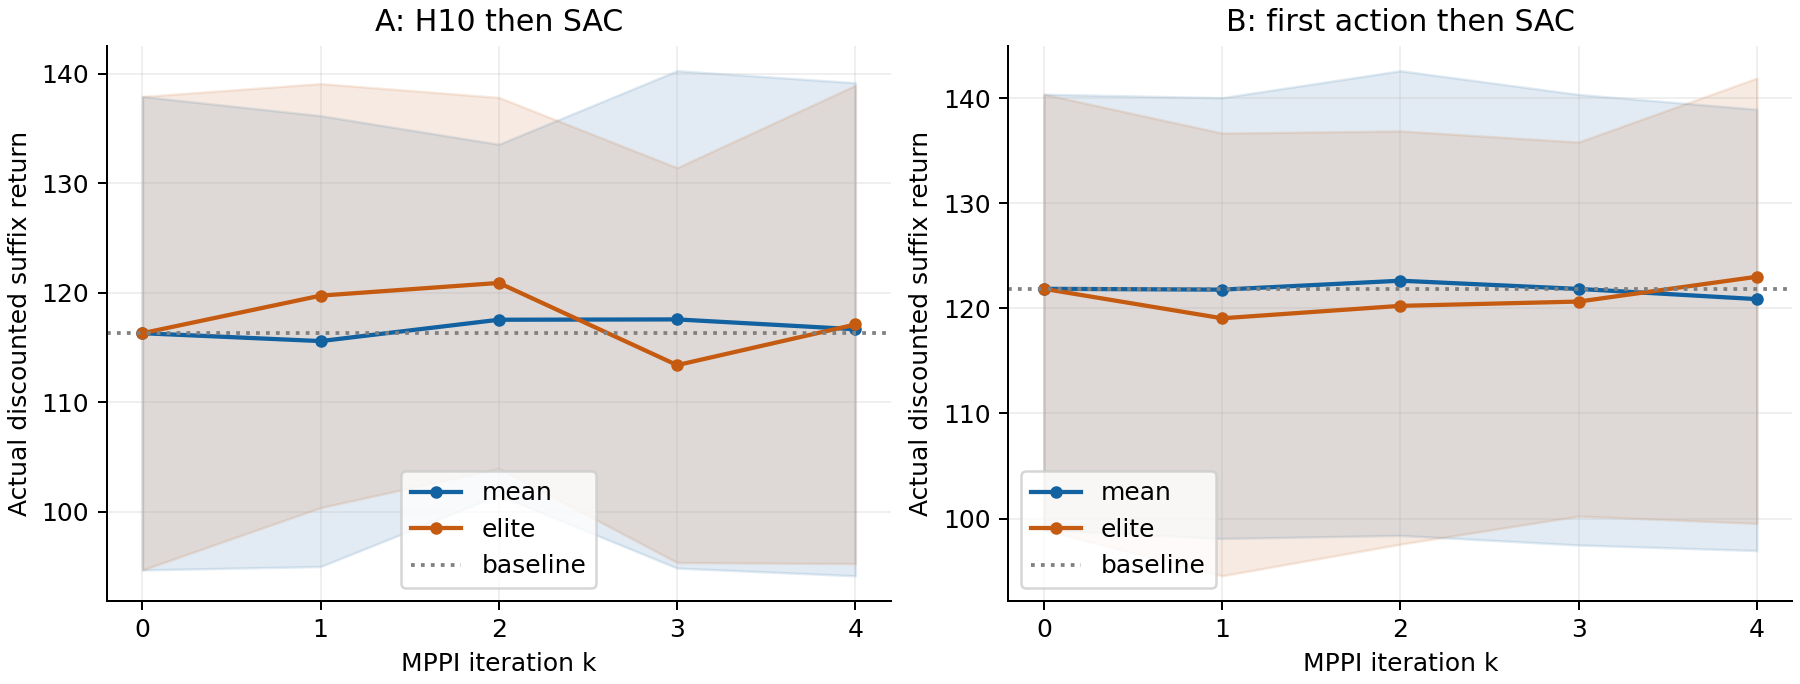 A: H10 then SAC
Actual discounted suffix return
140
130
120
110
100
mean
elite
baseline
0 1 2 3 4
MPPI iteration k
B: first action then SAC
Actual discounted suffix return
140
130
120
110
100
mean
elite
baseline
0 1 2 3 4
MPPI iteration k